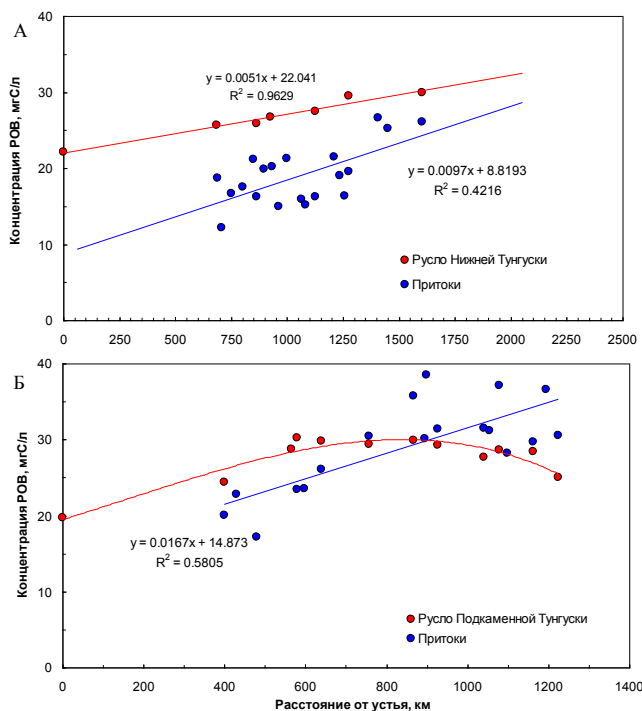 А
Концентрация РОВ, мгС/л
40
30
20
10
0
y = 0.0051x + 22.041
R² = 0.9629
y = 0.0097x + 8.8193
R² = 0.4216
Русло Нижней Тунгуски
Притоки
0 250 500 750 1000 1250 1500 1750 2000 2250 2500
Б
Концентрация РОВ, мгС/л
40
30
20
10
0
y = 0.0167x + 14.873
R² = 0.5805
Русло Подкаменной Тунгуски
Притоки
0 200 400 600 800 1000 1200 1400
Расстояние от устья, км